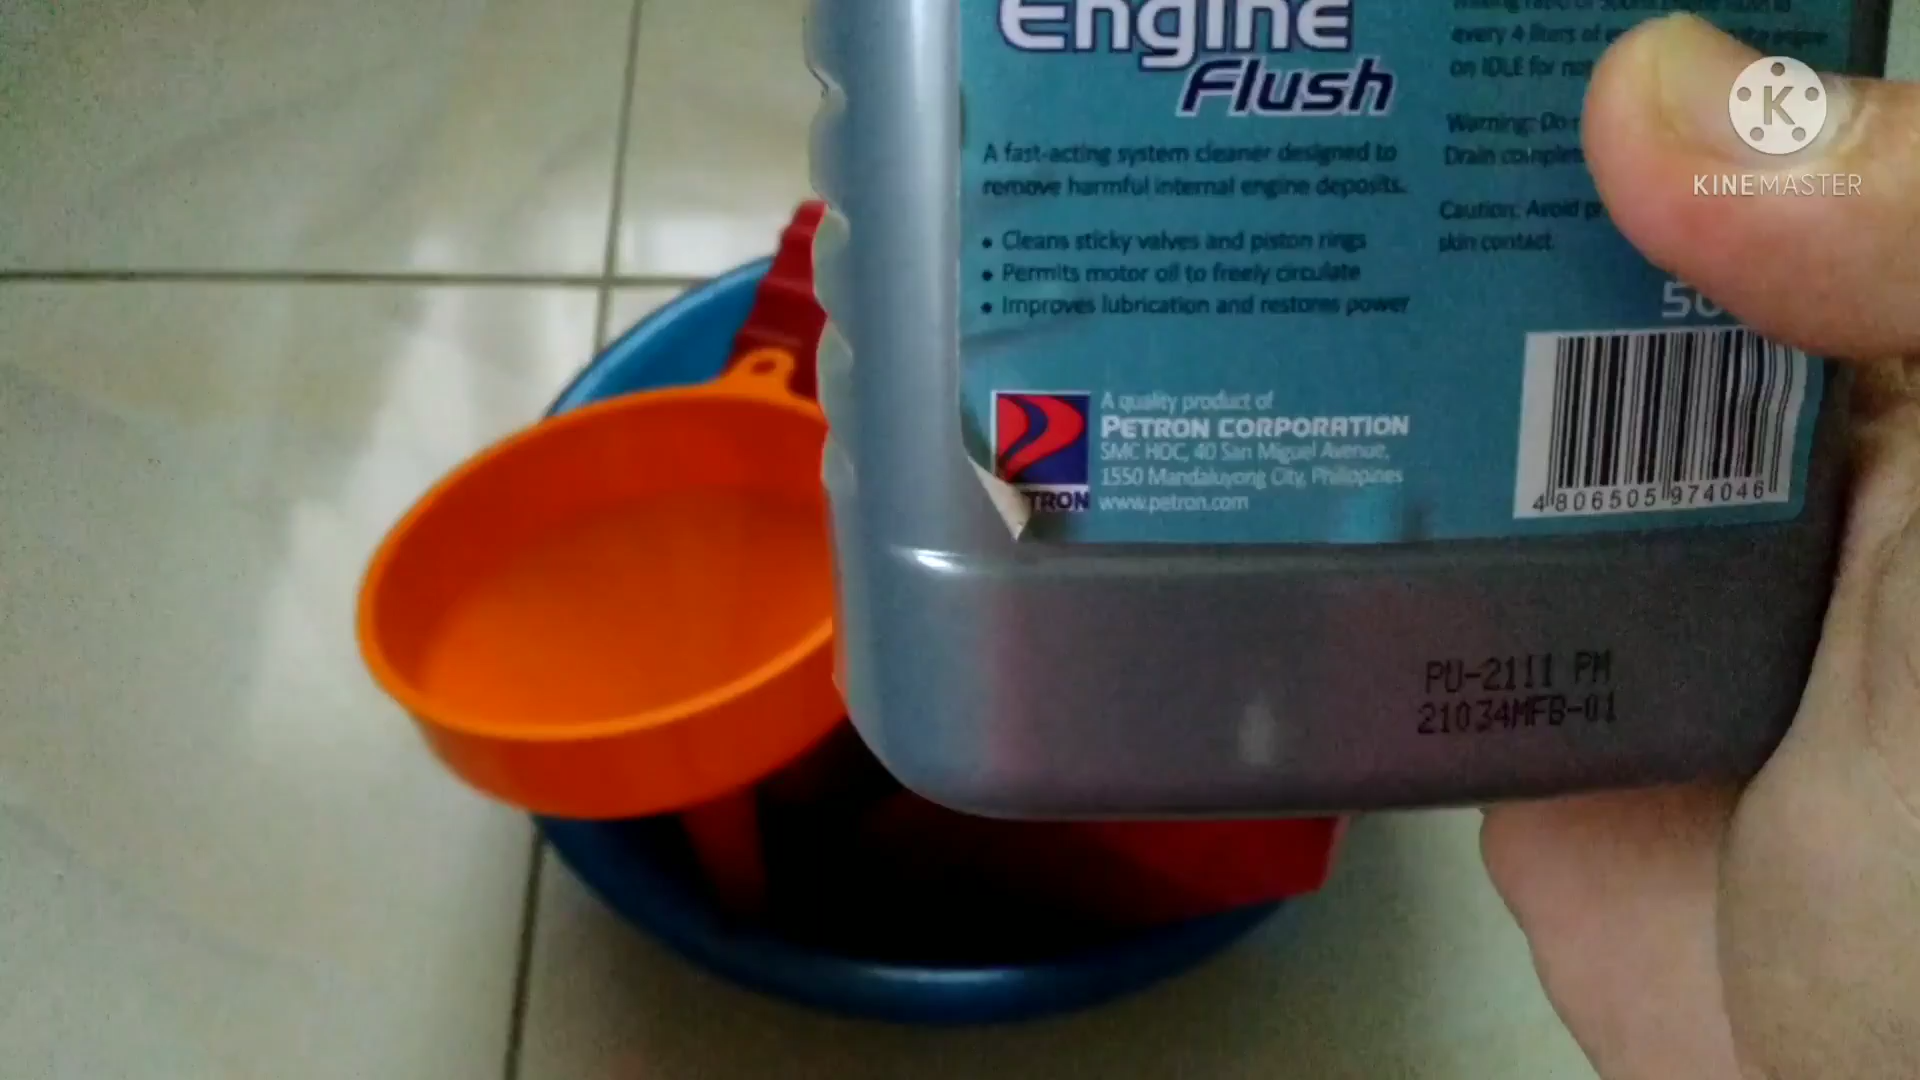 Engine
Flush
A fast-acting system cleaner designed to
remove harmful internal engine deposits.
• Cleans sticky valves and piston rings
• Permits motor oil to freely circulate
• Improves lubrication and restores power
every 4 liters of
engine
on IDLE for
Warning: Do
Drain
Caution: Avoid
skin contact.
A quality product of
PETRON CORPORATION
SMC HOC, 40 San Miguel Avenue,
1550 Mandaluyong City, Philippines
www.petron.com
TRON
4 806505 974046
PU-2111 PM
21034MFB-01
K
KINEMASTER